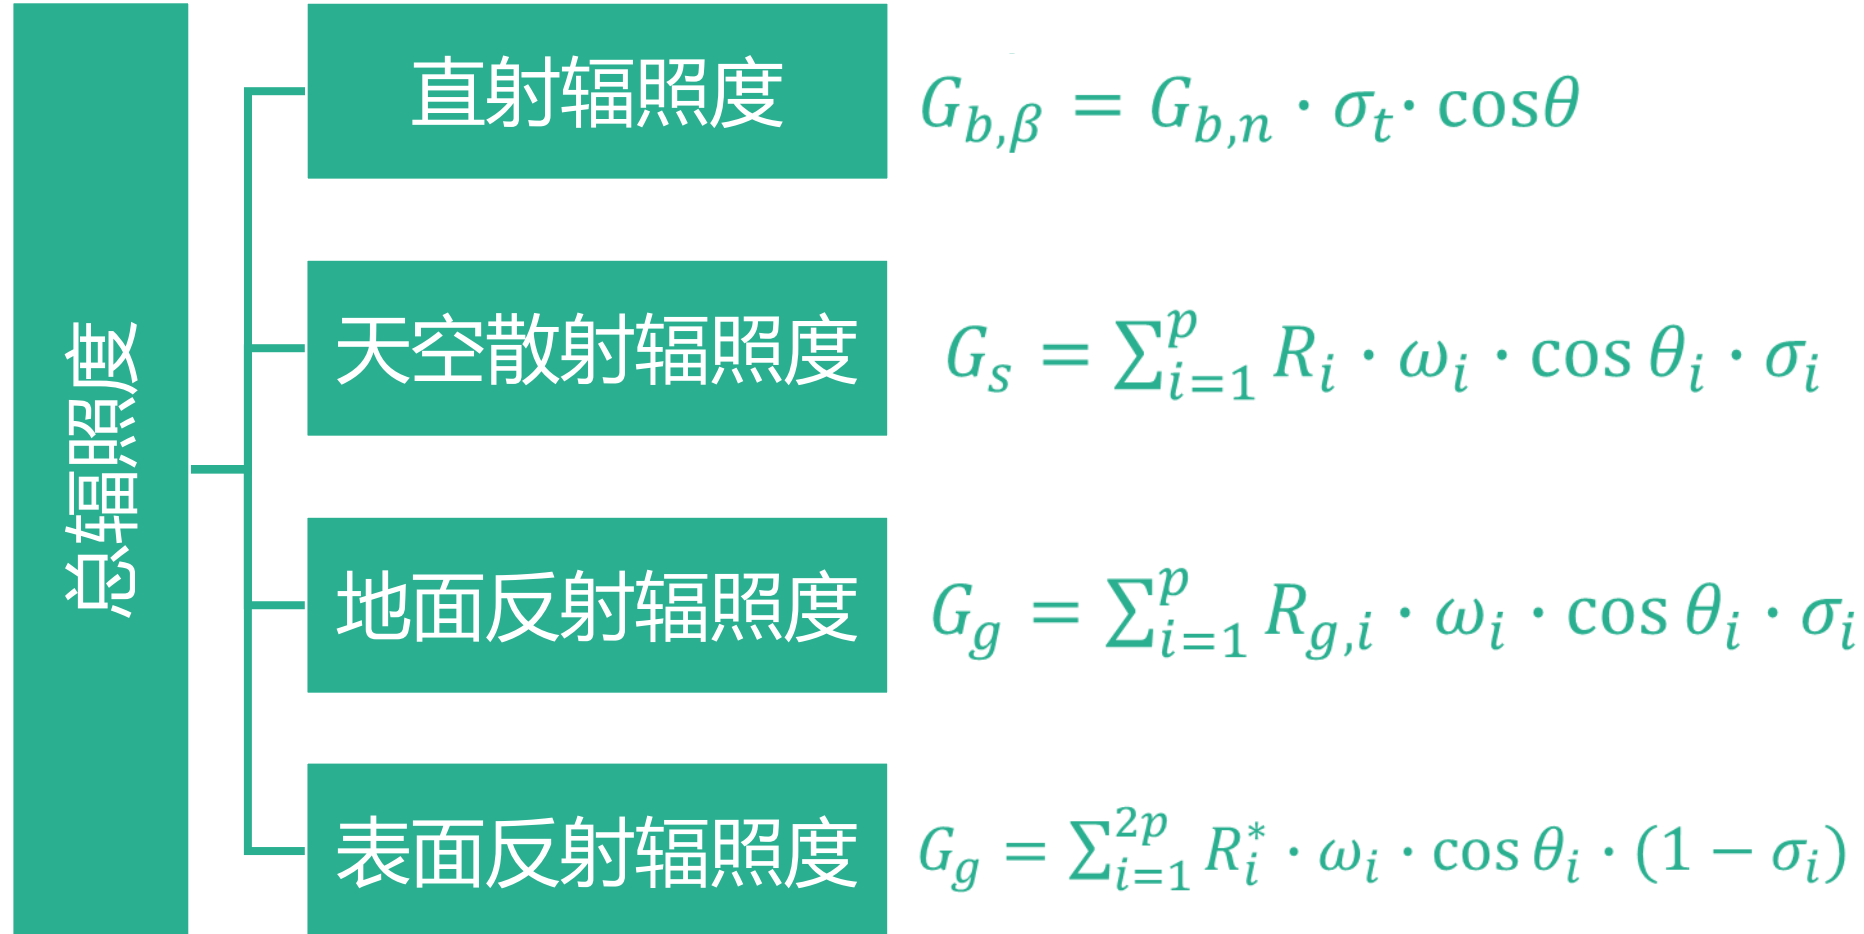 总辐照度
直射辐照度
G_{b,β} = G_{b,n} · σ_t · cosθ
天空散射辐照度
G_s = ∑_{i=1}^{p} R_i · ω_i · cos θ_i · σ_i
地面反射辐照度
G_g = ∑_{i=1}^{p} R_{g,i} · ω_i · cos θ_i · σ_i
表面反射辐照度
G_g = ∑_{i=1}^{2p} R_i^* · ω_i · cos θ_i · (1 − σ_i)